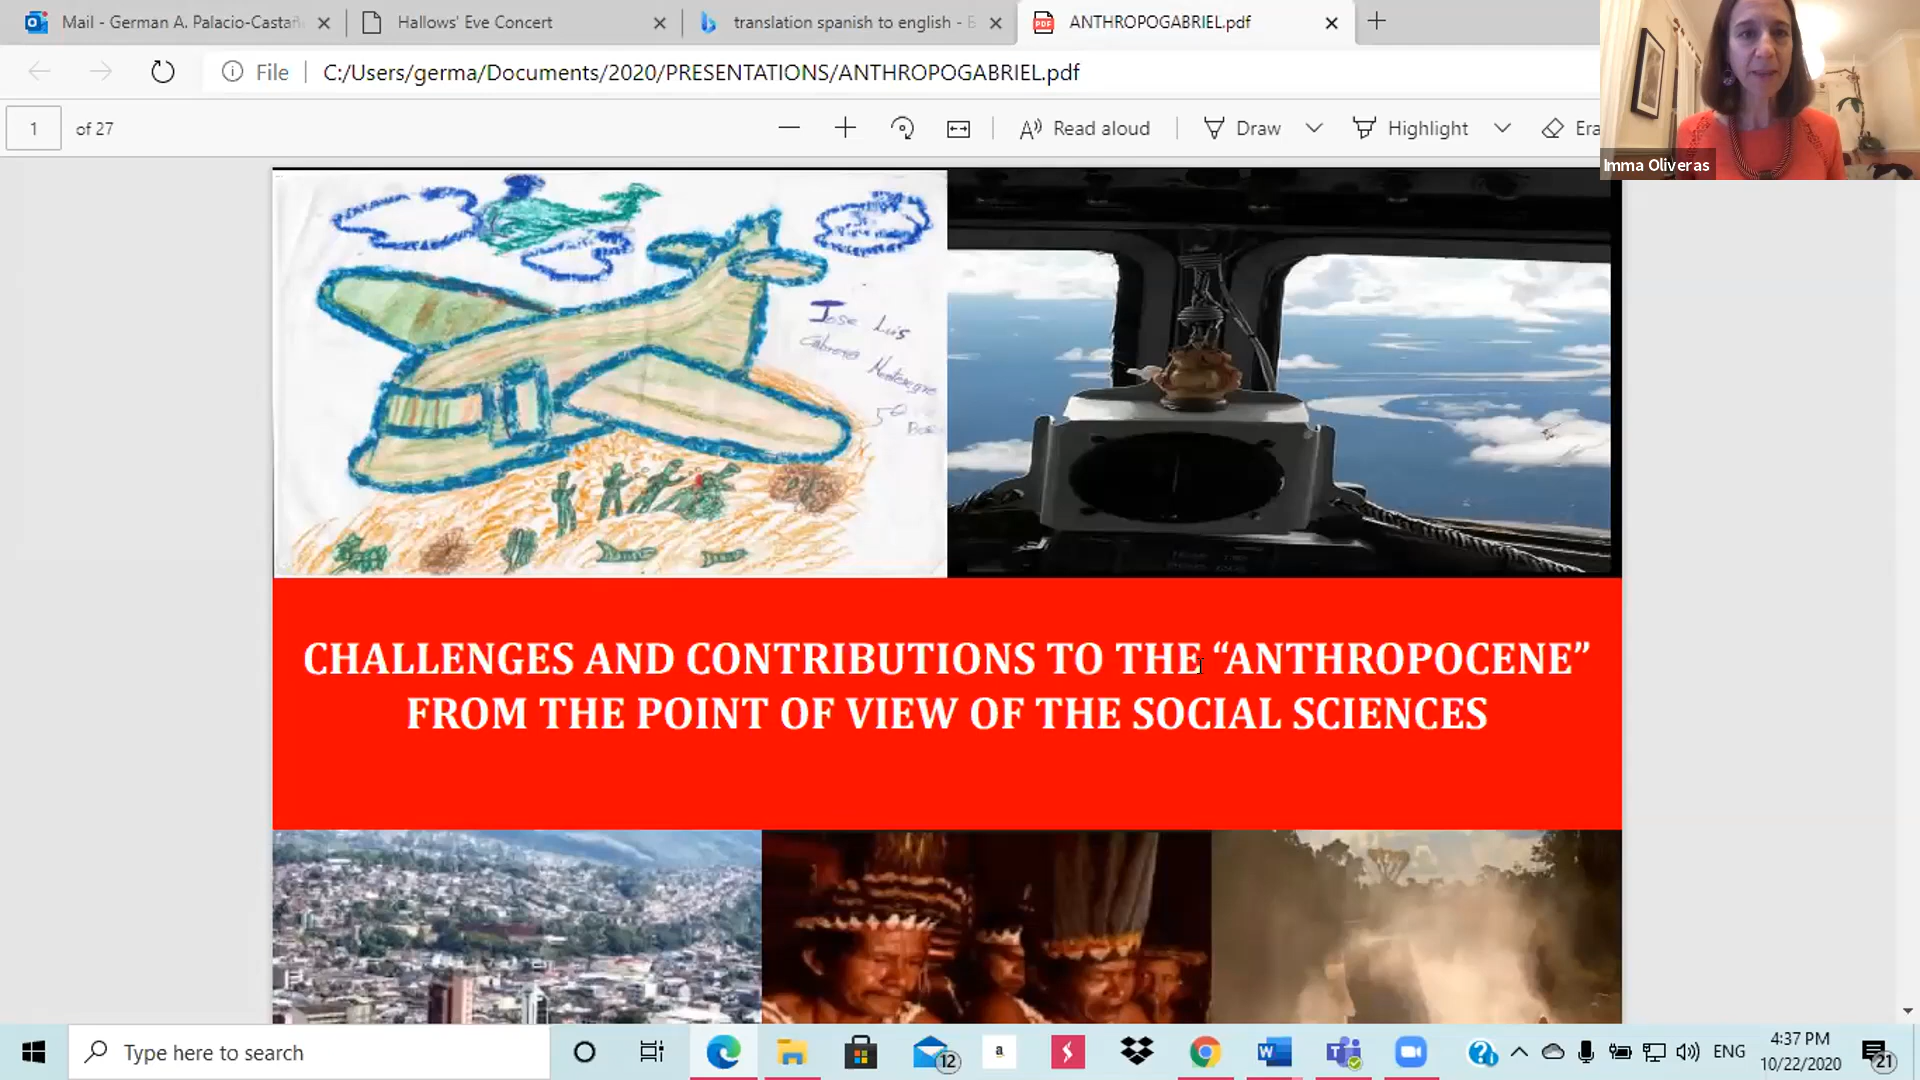 Mail - German A. Palacio-Castañ
Hallows' Eve Concert
translation spanish to english - B
ANTHROPOGABRIEL.pdf
File
C:/Users/germa/Documents/2020/PRESENTATIONS/ANTHROPOGABRIEL.pdf
1 of 27
Read aloud
Draw
Highlight
Era
Imma Oliveras
Jose Luis
5º
CHALLENGES AND CONTRIBUTIONS TO THE “ANTHROPOCENE”
FROM THE POINT OF VIEW OF THE SOCIAL SCIENCES
Type here to search
12
ENG
4:37 PM
10/22/2020
21